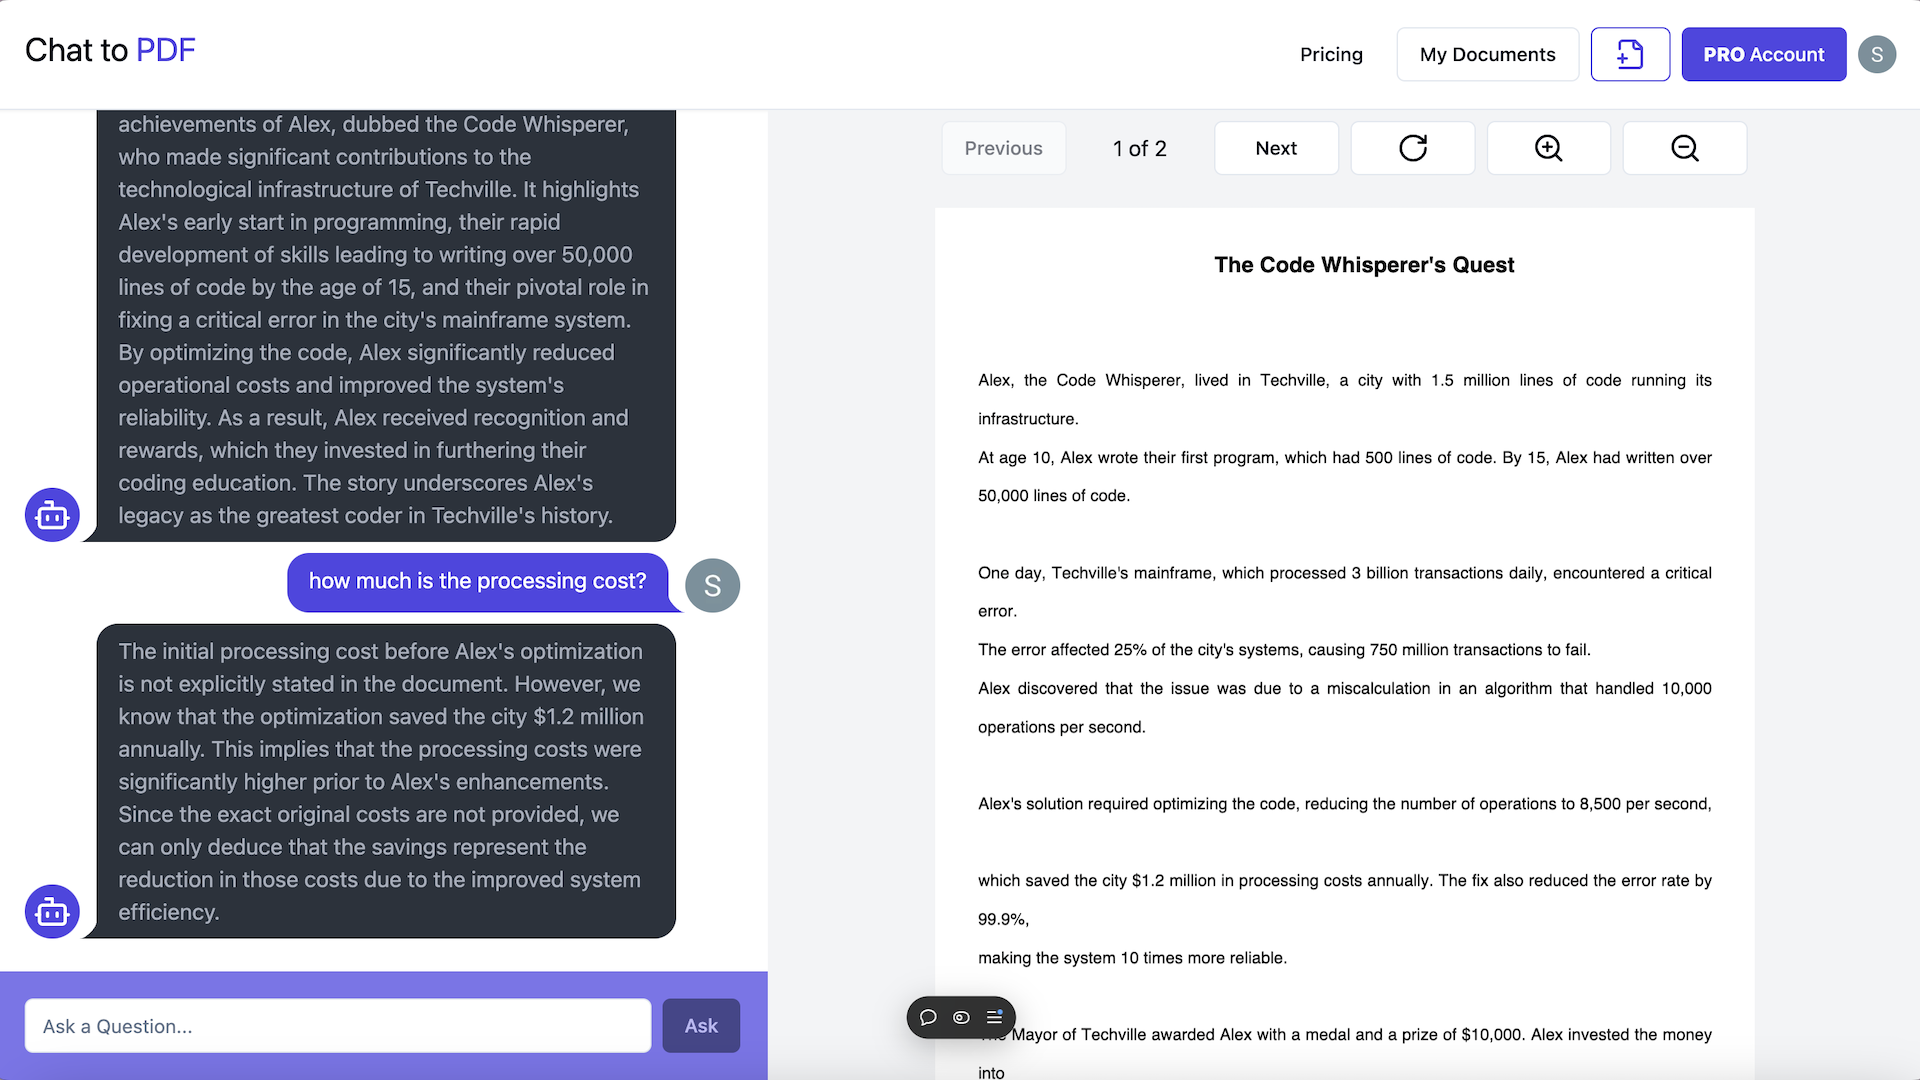 Chat to PDF
Pricing
My Documents
PRO Account
S
achievements of Alex, dubbed the Code Whisperer,
who made significant contributions to the
technological infrastructure of Techville. It highlights
Alex's early start in programming, their rapid
development of skills leading to writing over 50,000
lines of code by the age of 15, and their pivotal role in
fixing a critical error in the city's mainframe system.
By optimizing the code, Alex significantly reduced
operational costs and improved the system's
reliability. As a result, Alex received recognition and
rewards, which they invested in furthering their
coding education. The story underscores Alex's
legacy as the greatest coder in Techville's history.
how much is the processing cost?
S
The initial processing cost before Alex's optimization
is not explicitly stated in the document. However, we
know that the optimization saved the city $1.2 million
annually. This implies that the processing costs were
significantly higher prior to Alex's enhancements.
Since the exact original costs are not provided, we
can only deduce that the savings represent the
reduction in those costs due to the improved system
efficiency.
Ask a Question...
Ask
Previous
1 of 2
Next
The Code Whisperer's Quest
Alex, the Code Whisperer, lived in Techville, a city with 1.5 million lines of code running its
infrastructure.
At age 10, Alex wrote their first program, which had 500 lines of code. By 15, Alex had written over
50,000 lines of code.
One day, Techville's mainframe, which processed 3 billion transactions daily, encountered a critical
error.
The error affected 25% of the city's systems, causing 750 million transactions to fail.
Alex discovered that the issue was due to a miscalculation in an algorithm that handled 10,000
operations per second.
Alex's solution required optimizing the code, reducing the number of operations to 8,500 per second,
which saved the city $1.2 million in processing costs annually. The fix also reduced the error rate by
99.9%,
making the system 10 times more reliable.
Mayor of Techville awarded Alex with a medal and a prize of $10,000. Alex invested the money
into